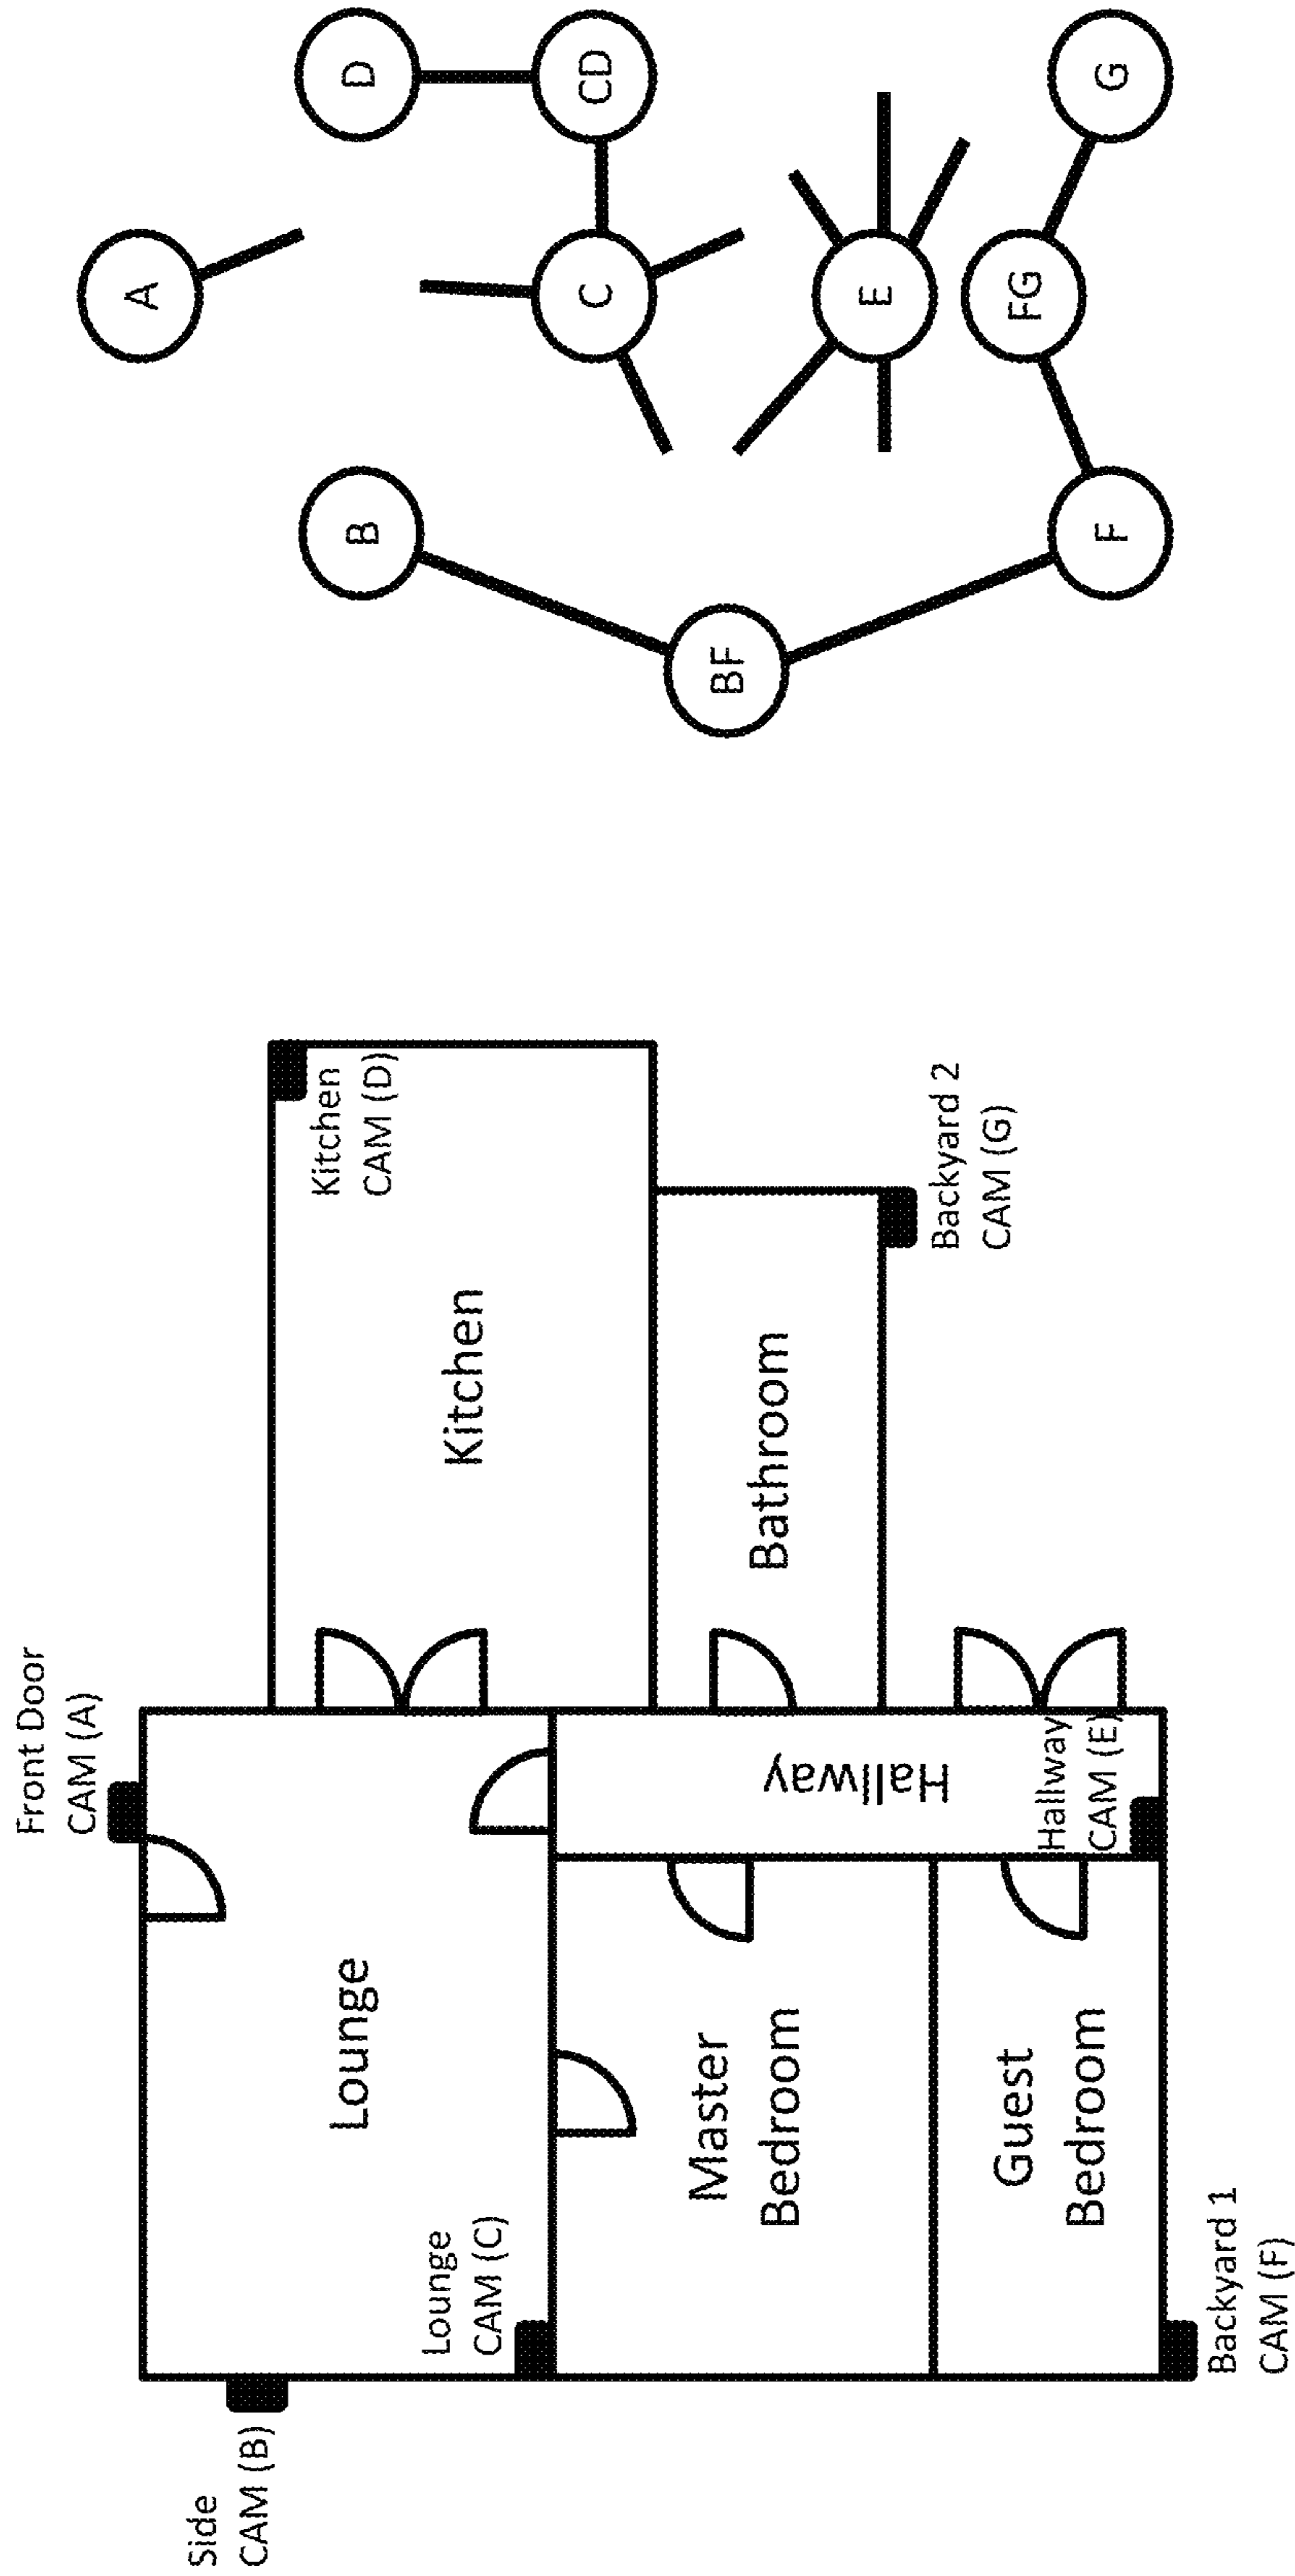 Front Door
CAM (A)
Side
CAM (B)
Lounge
Kitchen
CAM (D)
Lounge
CAM (C)
Kitchen
Master
Bedroom
Bathroom
Hallway
Backyard 2
CAM (G)
Guest
Bedroom
Hallway
CAM (E)
Backyard 1
CAM (F)
A
B
D
C
CD
BF
E
FG
F
G